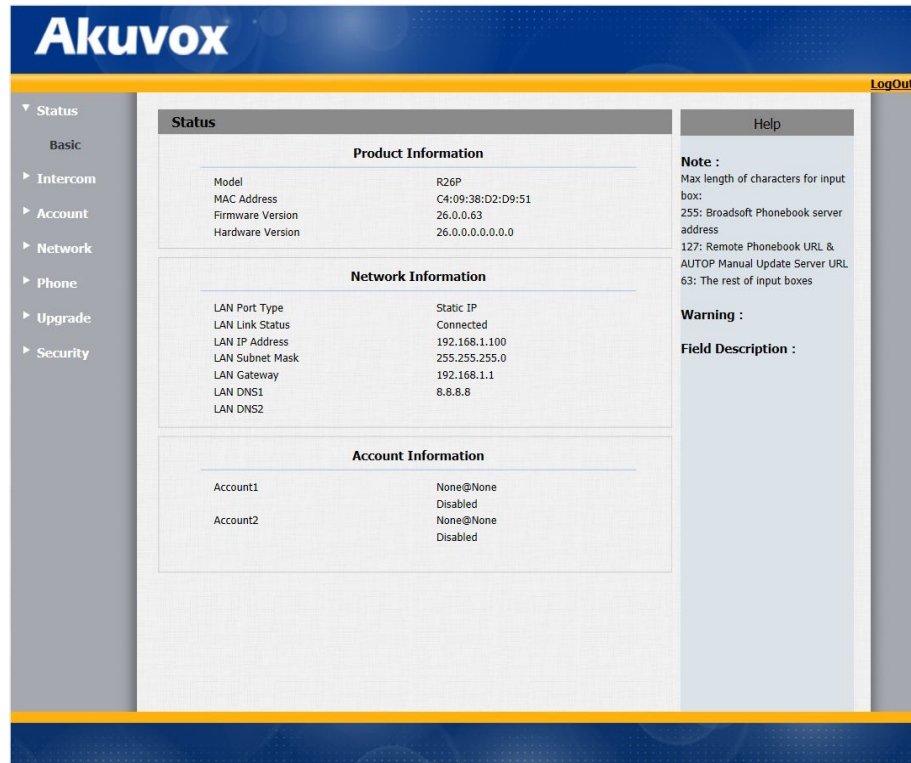 Akuvox
LogOut
Status
Basic
Intercom
Account
Network
Phone
Upgrade
Security
Status
Product Information
Model R26P
MAC Address C4:09:38:D2:D9:51
Firmware Version 26.0.0.63
Hardware Version 26.0.0.0.0.0.0.0
Network Information
LAN Port Type Static IP
LAN Link Status Connected
LAN IP Address 192.168.1.100
LAN Subnet Mask 255.255.255.0
LAN Gateway 192.168.1.1
LAN DNS1 8.8.8.8
LAN DNS2
Account Information
Account1 None@None
Disabled
Account2 None@None
Disabled
Help
Note :
Max length of characters for input
box:
255: Broadsoft Phonebook server
address
127: Remote Phonebook URL &
AUTOP Manual Update Server URL
63: The rest of input boxes
Warning :
Field Description :